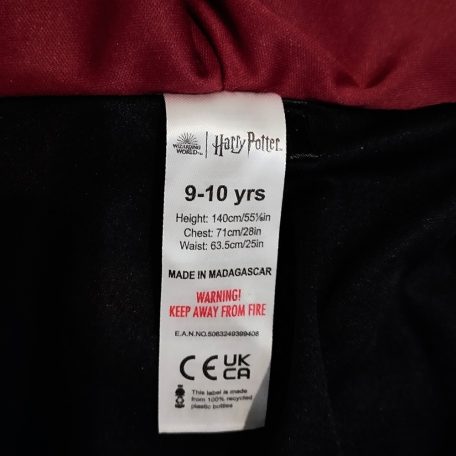 WIZARDING WORLD Harry Potter
9-10 yrs
Height: 140cm/55⅛in
Chest: 71cm/28in
Waist: 63.5cm/25in
MADE IN MADAGASCAR
WARNING!
KEEP AWAY FROM FIRE
E.A.N.NO.5063249399408
CE UK CA
This label is made
from 100% recycled
plastic bottles